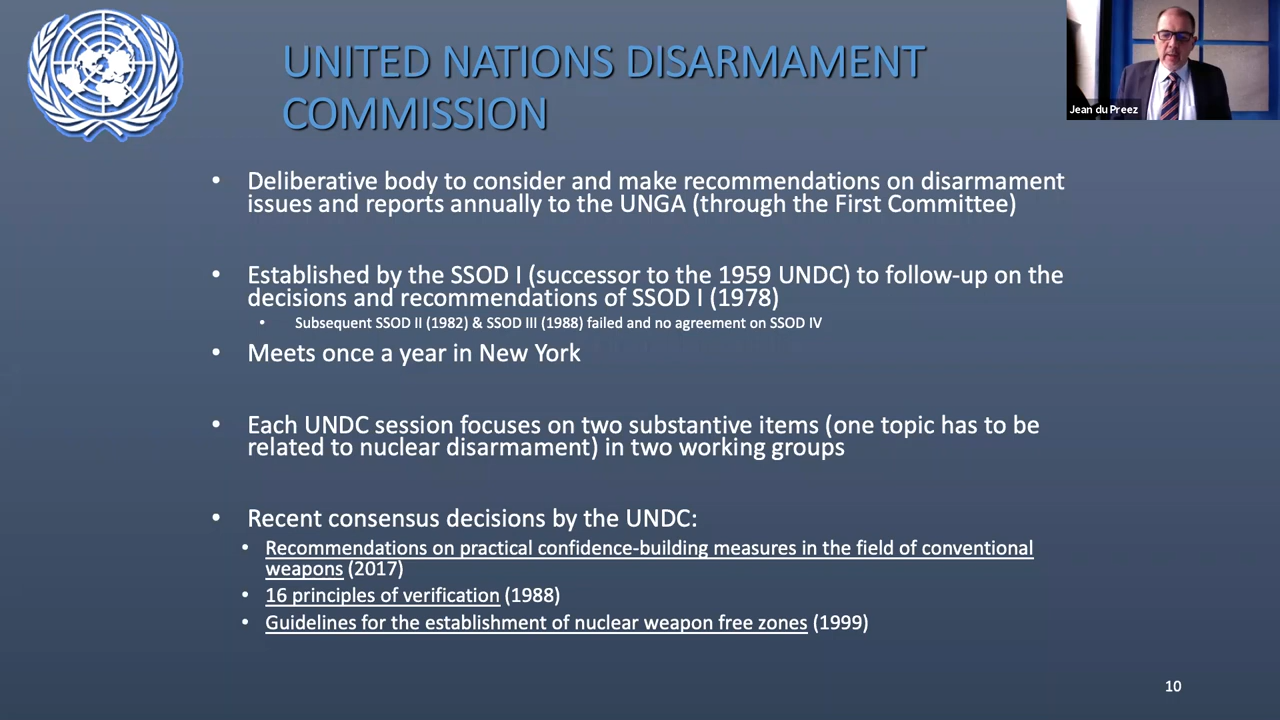 UNITED NATIONS DISARMAMENT
COMMISSION
Jean du Preez
• Deliberative body to consider and make recommendations on disarmament
issues and reports annually to the UNGA (through the First Committee)
• Established by the SSOD I (successor to the 1959 UNDC) to follow-up on the
decisions and recommendations of SSOD I (1978)
• Subsequent SSOD II (1982) & SSOD III (1988) failed and no agreement on SSOD IV
• Meets once a year in New York
• Each UNDC session focuses on two substantive items (one topic has to be
related to nuclear disarmament) in two working groups
• Recent consensus decisions by the UNDC:
• Recommendations on practical confidence-building measures in the field of conventional
weapons (2017)
• 16 principles of verification (1988)
• Guidelines for the establishment of nuclear weapon free zones (1999)
10